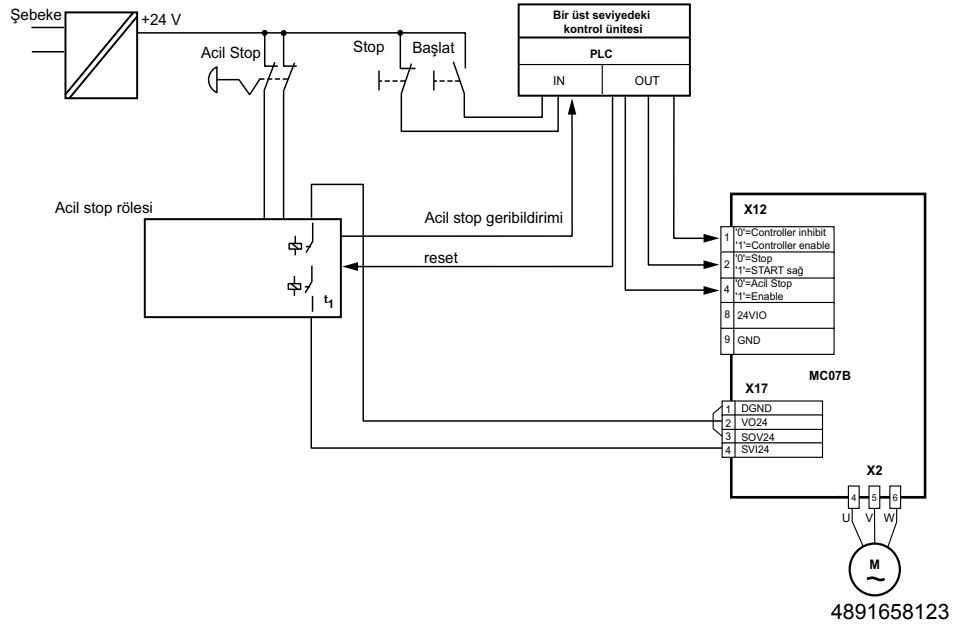 Şebeke
+24 V
Acil Stop
Stop
Başlat
Bir üst seviyedeki
kontrol ünitesi
PLC
IN
OUT
Acil stop rölesi
t1
Acil stop geribildirimi
reset
X12
1 '0'=Controller inhibit
'1'=Controller enable
2 '0'=Stop
'1'=START sağ
4 '0'=Acil Stop
'1'=Enable
8 24VIO
9 GND
MC07B
X17
1 DGND
2 VO24
3 SOV24
4 SVI24
X2
4 5 6
U V W
M
4891658123